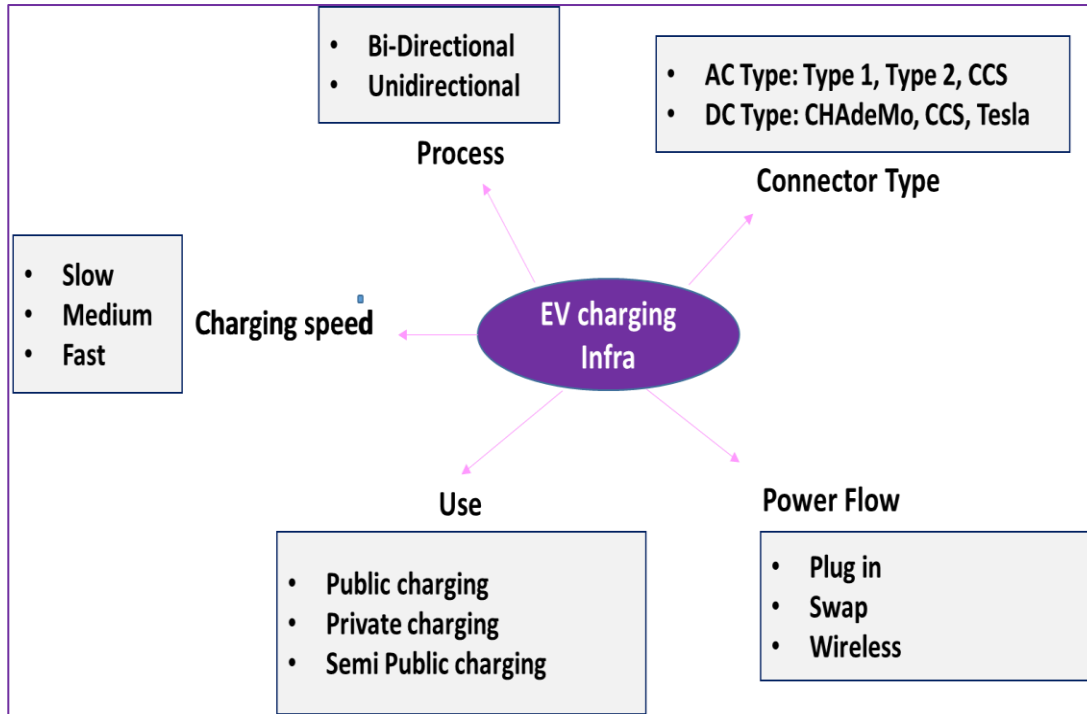 • Bi-Directional
• Unidirectional
Process
• AC Type: Type 1, Type 2, CCS
• DC Type: CHAdeMo, CCS, Tesla
Connector Type
• Slow
• Medium
• Fast
Charging speed
EV charging
Infra
Use
• Public charging
• Private charging
• Semi Public charging
Power Flow
• Plug in
• Swap
• Wireless